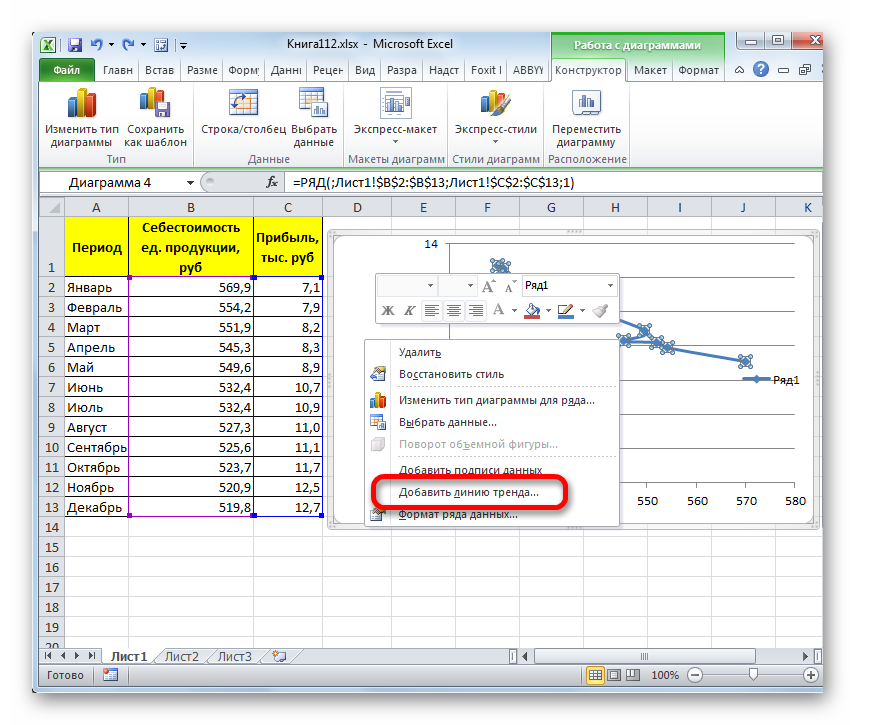 Книга112.xlsx - Microsoft Excel
Работа с диаграммами
Файл Главн Встав Разме Форму Данны Рецен Вид Разра Надст Foxit I ABBYY Конструктор Макет Формат
Изменить тип диаграммы
Сохранить как шаблон
Строка/столбец
Выбрать данные
Экспресс-макет
Экспресс-стили
Переместить диаграмму
Тип Данные Макеты диаграмм Стили диаграмм Расположение
Диаграмма 4 fx =РЯД(;Лист1!$B$2:$B$13;Лист1!$C$2:$C$13;1)
A B C D E F G H I J K
1 Период Себестоимость ед. продукции, руб Прибыль, тыс. руб
2 Январь 569,9 7,1
3 Февраль 554,2 7,9
4 Март 551,9 8,2
5 Апрель 545,3 8,3
6 Май 549,6 8,9
7 Июнь 532,4 10,7
8 Июль 532,4 10,9
9 Август 527,3 11,0
10 Сентябрь 525,6 11,1
11 Октябрь 523,7 11,7
12 Ноябрь 520,9 12,5
13 Декабрь 519,8 12,7
14
15
16
17
18
19
20
14
Ряд1
Ж К A
Удалить
Восстановить стиль
Изменить тип диаграммы для ряда...
Выбрать данные...
Поворот объемной фигуры...
Добавить подписи данных
Добавить линию тренда...
Формат ряда данных...
Ряд1
550 560 570 580
Лист1 Лист2 Лист3
Готово 100%